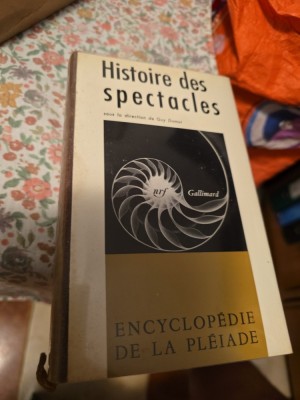 Histoire des
spectacles
sous la direction de Guy Dumur
nrf Gallimard
ENCYCLOPÉDIE
DE LA PLÉIADE